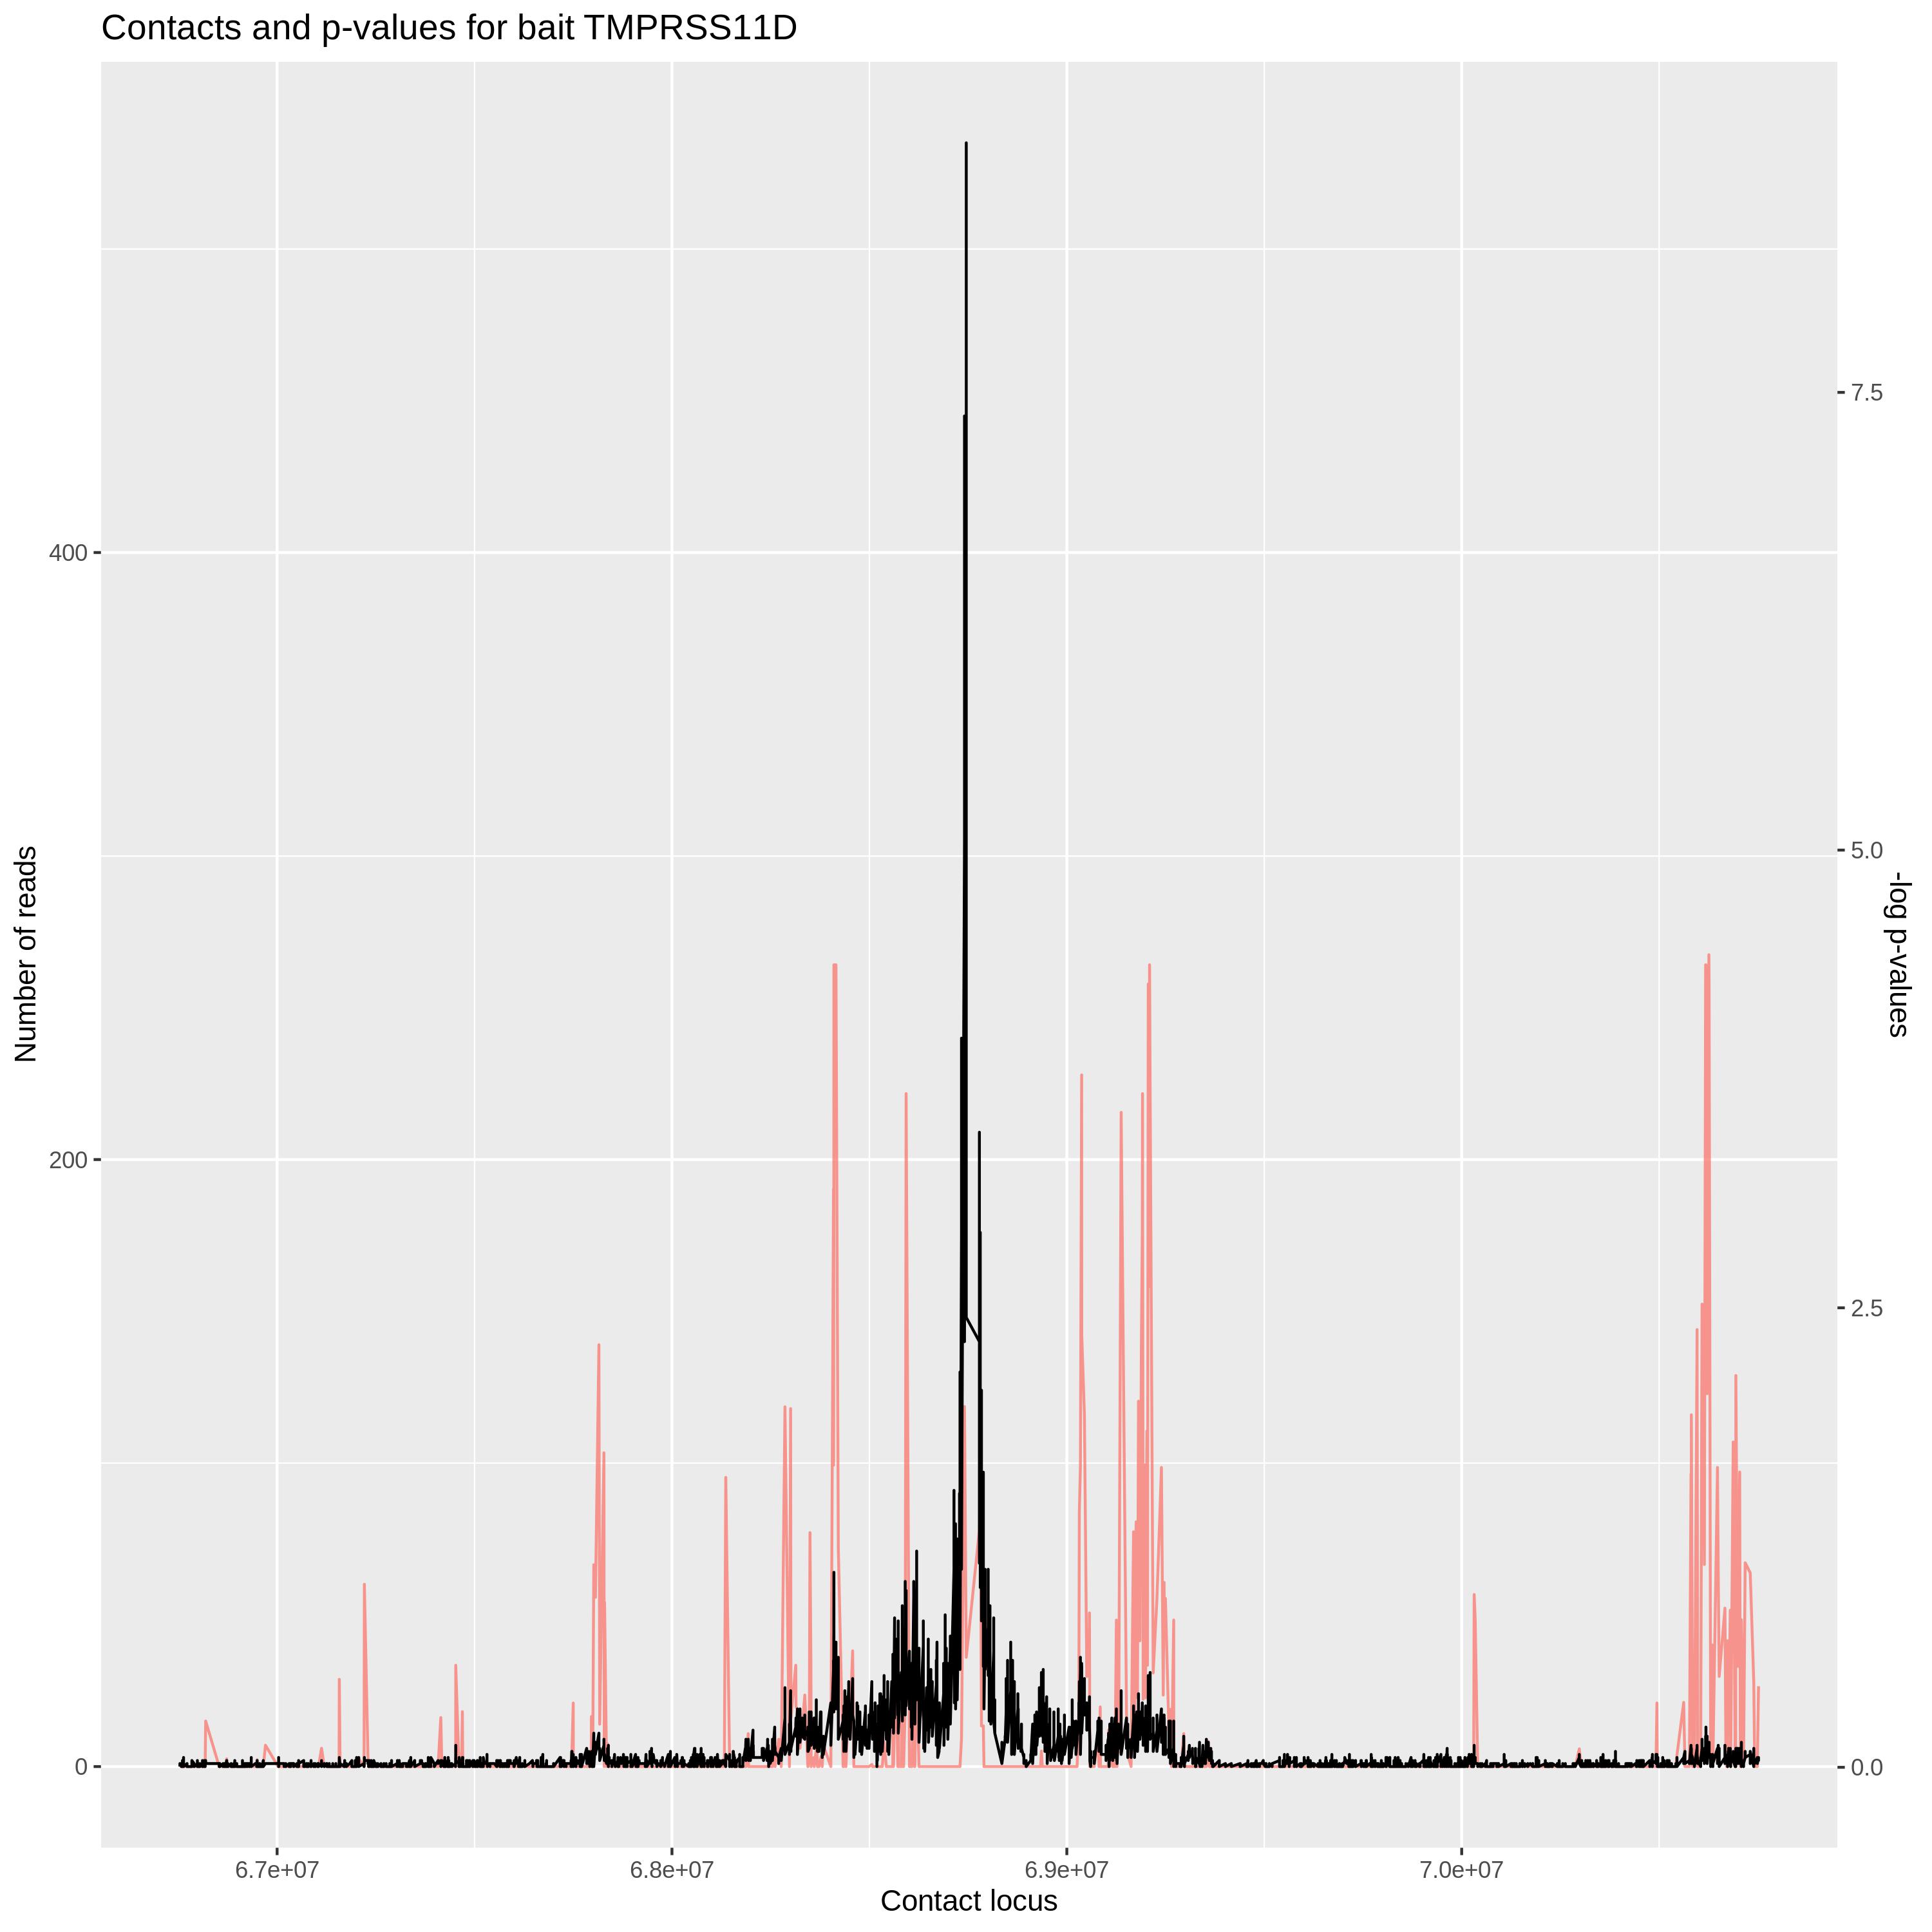 Contacts and p-values for bait TMPRSS11D
400
200
0
Number of reads
7.5
5.0
2.5
0.0
-log p-values
6.7e+07 6.8e+07 6.9e+07 7.0e+07
Contact locus